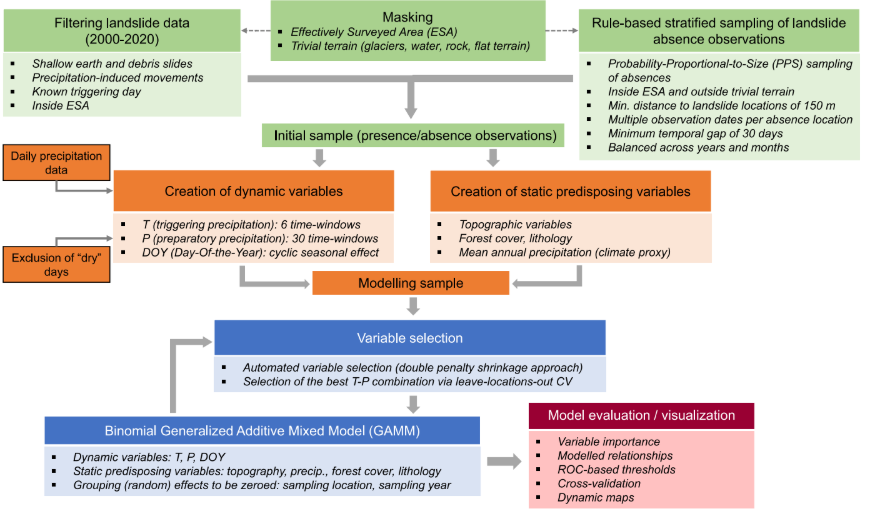 Filtering landslide data
(2000-2020)
▪ Shallow earth and debris slides
▪ Precipitation-induced movements
▪ Known triggering day
▪ Inside ESA
Masking
▪ Effectively Surveyed Area (ESA)
▪ Trivial terrain (glaciers, water, rock, flat terrain)
Rule-based stratified sampling of landslide
absence observations
▪ Probability-Proportional-to-Size (PPS) sampling
of absences
▪ Inside ESA and outside trivial terrain
▪ Min. distance to landslide locations of 150 m
▪ Multiple observation dates per absence location
▪ Minimum temporal gap of 30 days
▪ Balanced across years and months
Initial sample (presence/absence observations)
Daily precipitation
data
Exclusion of "dry"
days
Creation of dynamic variables
▪ T (triggering precipitation): 6 time-windows
▪ P (preparatory precipitation): 30 time-windows
▪ DOY (Day-Of-the-Year): cyclic seasonal effect
Creation of static predisposing variables
▪ Topographic variables
▪ Forest cover, lithology
▪ Mean annual precipitation (climate proxy)
Modelling sample
Variable selection
▪ Automated variable selection (double penalty shrinkage approach)
▪ Selection of the best T-P combination via leave-locations-out CV
Binomial Generalized Additive Mixed Model (GAMM)
▪ Dynamic variables: T, P, DOY
▪ Static predisposing variables: topography, precip., forest cover, lithology
▪ Grouping (random) effects to be zeroed: sampling location, sampling year
Model evaluation / visualization
▪ Variable importance
▪ Modelled relationships
▪ ROC-based thresholds
▪ Cross-validation
▪ Dynamic maps